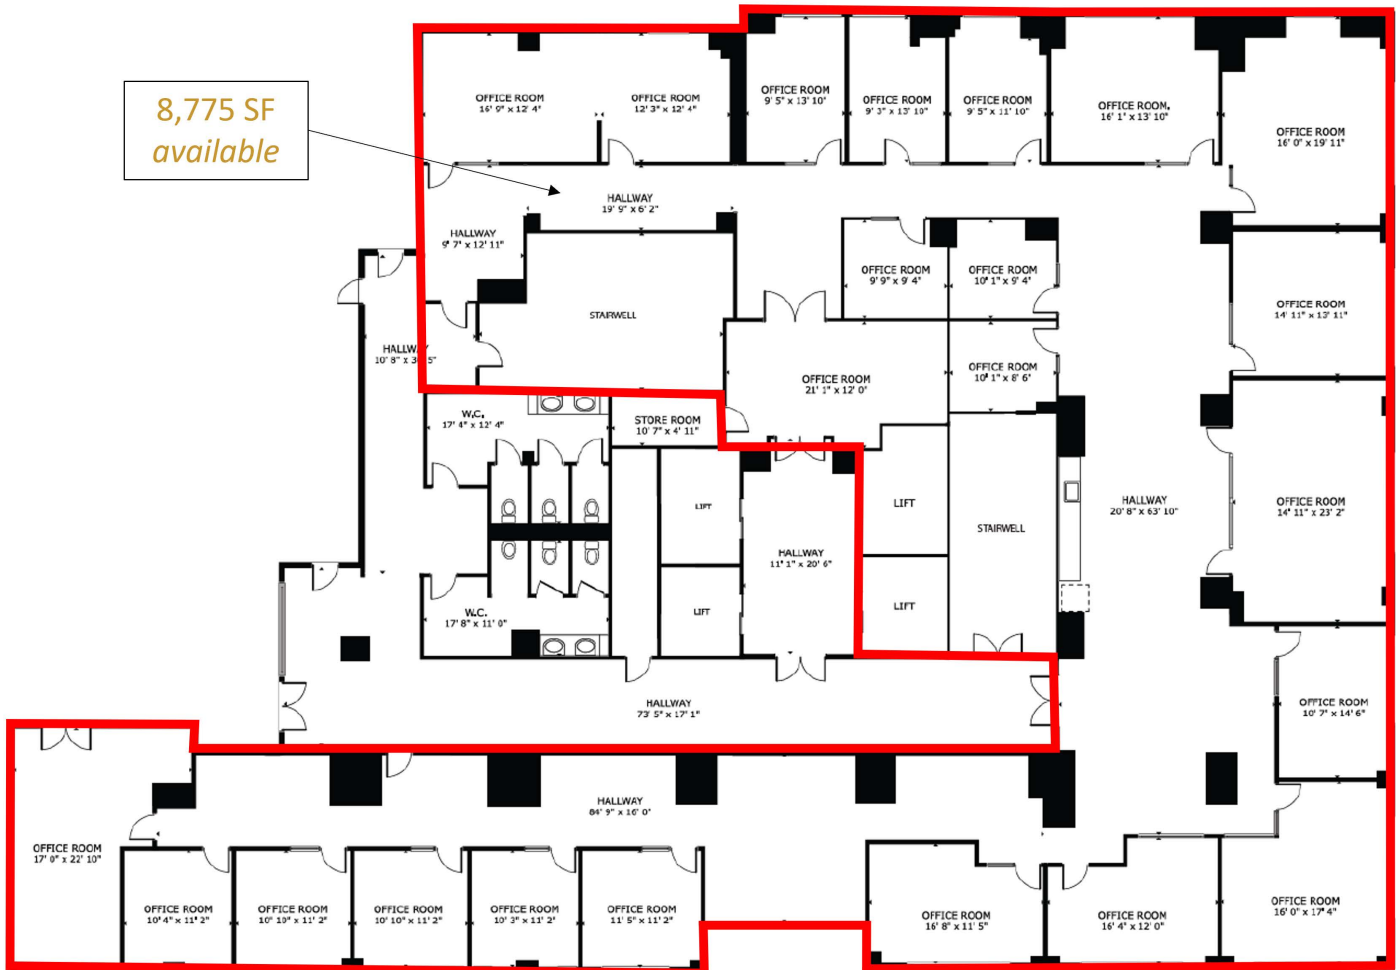 8,775 SF
available
OFFICE ROOM
16' 9" x 12' 4"
OFFICE ROOM
12' 3" x 12' 4"
OFFICE ROOM
9' 5" x 13' 10"
OFFICE ROOM
9' 3" x 13' 10"
OFFICE ROOM
9' 5" x 11' 10"
OFFICE ROOM
16' 1" x 13' 10"
OFFICE ROOM
16' 0" x 19' 11"
HALLWAY
19' 9" x 6' 2"
HALLWAY
9' 7" x 12' 11"
OFFICE ROOM
9' 9" x 9' 4"
OFFICE ROOM
10' 1" x 9' 4"
OFFICE ROOM
14' 11" x 13' 11"
STAIRWELL
HALLWAY
10' 8" x
OFFICE ROOM
21' 1" x 12' 0"
OFFICE ROOM
10' 1" x 8' 6"
W.C.
17' 4" x 12' 4"
STORE ROOM
10' 7" x 4' 11"
LIFT
LIFT
STAIRWELL
HALLWAY
20' 8" x 63' 10"
OFFICE ROOM
14' 11" x 23' 2"
HALLWAY
11' 1" x 20' 6"
W.C.
17' 8" x 11' 0"
LIFT
LIFT
HALLWAY
73' 5" x 17' 1"
OFFICE ROOM
10' 7" x 14' 6"
HALLWAY
84' 9" x 16' 0"
OFFICE ROOM
17' 0" x 22' 10"
OFFICE ROOM
10' 4" x 11' 2"
OFFICE ROOM
10' 10" x 11' 2"
OFFICE ROOM
10' 10" x 11' 2"
OFFICE ROOM
10' 3" x 11' 2"
OFFICE ROOM
11' 5" x 11' 2"
OFFICE ROOM
16' 8" x 11' 5"
OFFICE ROOM
16' 4" x 12' 0"
OFFICE ROOM
16' 0" x 17' 4"